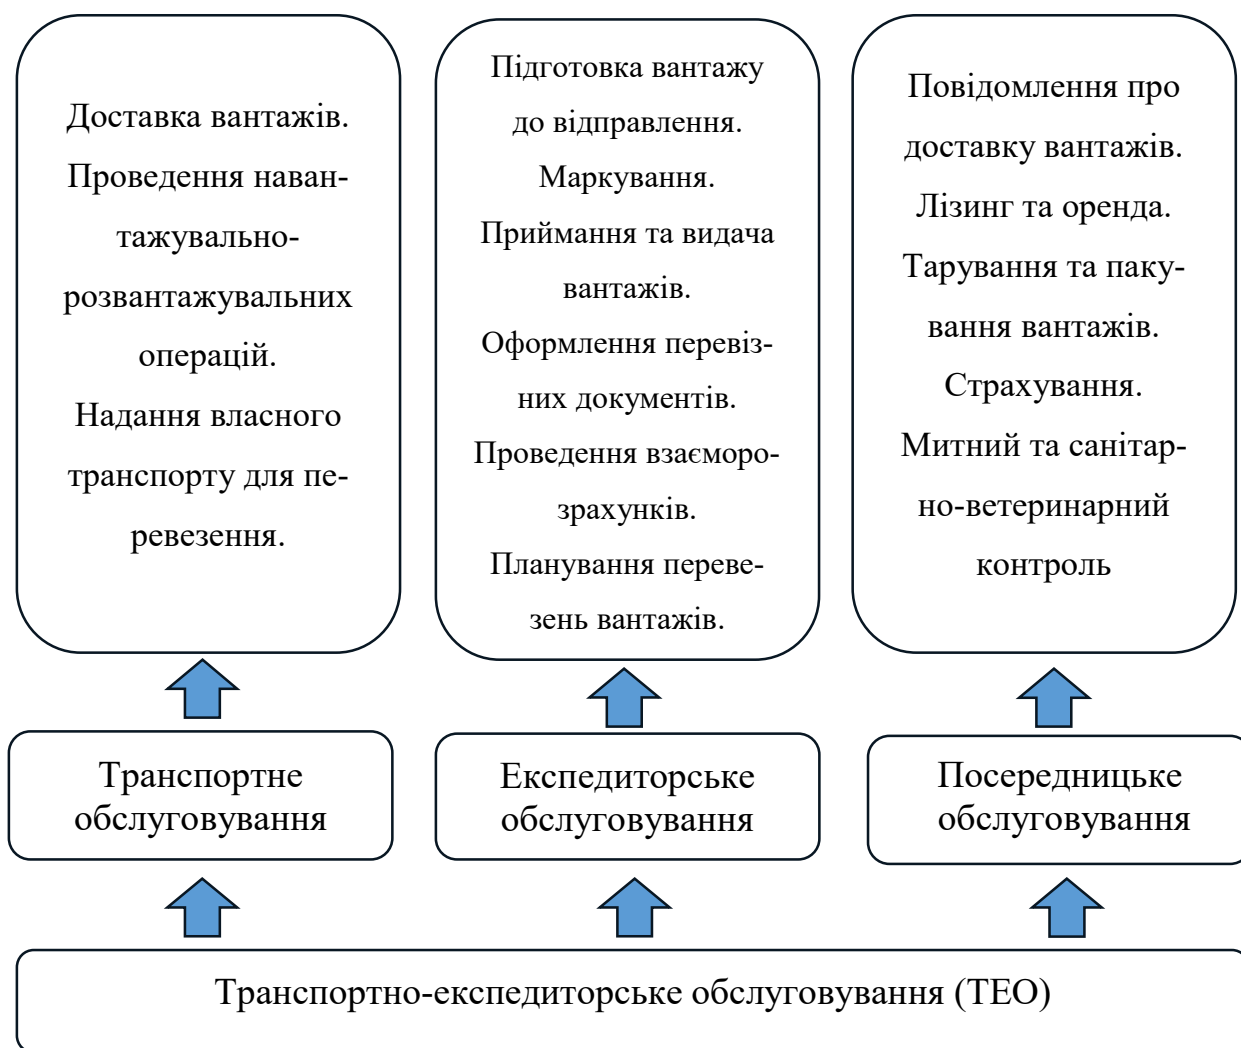 Доставка вантажів.
Проведення наван-
тажувально-
розвантажувальних
операцій.
Надання власного
транспорту для пе-
ревезення.
Підготовка вантажу
до відправлення.
Маркування.
Приймання та видача
вантажів.
Оформлення перевіз-
них документів.
Проведення взаєморо-
зрахунків.
Планування переве-
зень вантажів.
Повідомлення про
доставку вантажів.
Лізинг та оренда.
Тарування та паку-
вання вантажів.
Страхування.
Митний та санітар-
но-ветеринарний
контроль
Транспортне
обслуговування
Експедиторське
обслуговування
Посередницьке
обслуговування
Транспортно-експедиторське обслуговування (ТЕО)